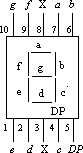 g f X a b
10 9 8 7 6
a
f g b
e d c
DP
1 2 3 4 5
e d X c DP